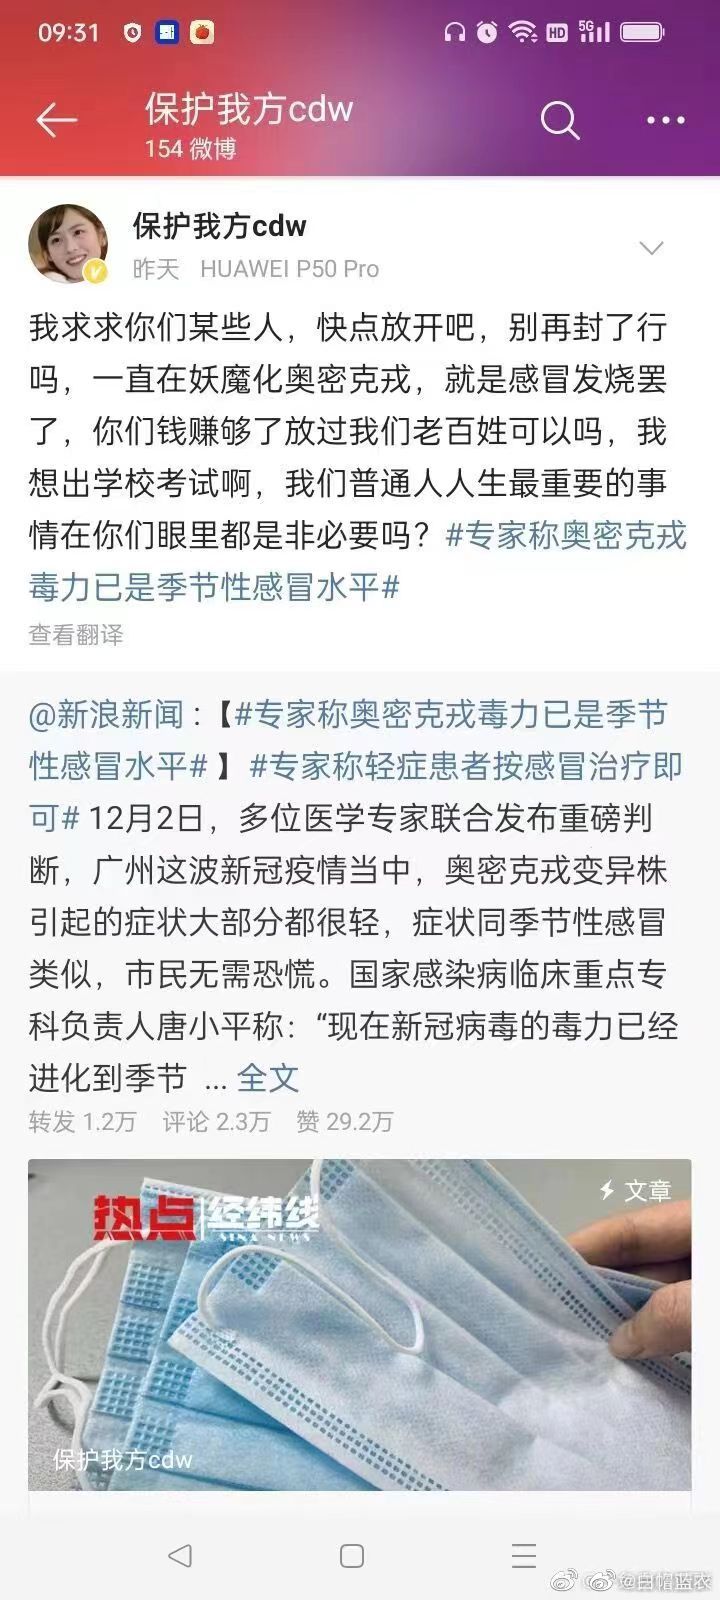 09:31
HD 5G
保护我方cdw
154 微博
保护我方cdw
昨天 HUAWEI P50 Pro
我求求你们某些人，快点放开吧，别再封了行
吗，一直在妖魔化奥密克戎，就是感冒发烧罢
了，你们钱赚够了放过我们老百姓可以吗，我
想出学校考试啊，我们普通人人生最重要的事
情在你们眼里都是非必要吗？#专家称奥密克戎
毒力已是季节性感冒水平#
查看翻译
@新浪新闻：【#专家称奥密克戎毒力已是季节
性感冒水平#】#专家称轻症患者按感冒治疗即
可# 12月2日，多位医学专家联合发布重磅判
断，广州这波新冠疫情当中，奥密克戎变异株
引起的症状大部分都很轻，症状同季节性感冒
类似，市民无需恐慌。国家感染病临床重点专
科负责人唐小平称：“现在新冠病毒的毒力已经
进化到季节 ... 全文
转发 1.2万 评论 2.3万 赞 29.2万
热点 经纬线
SINA NEWS
文章
保护我方cdw
@白帽蓝衣